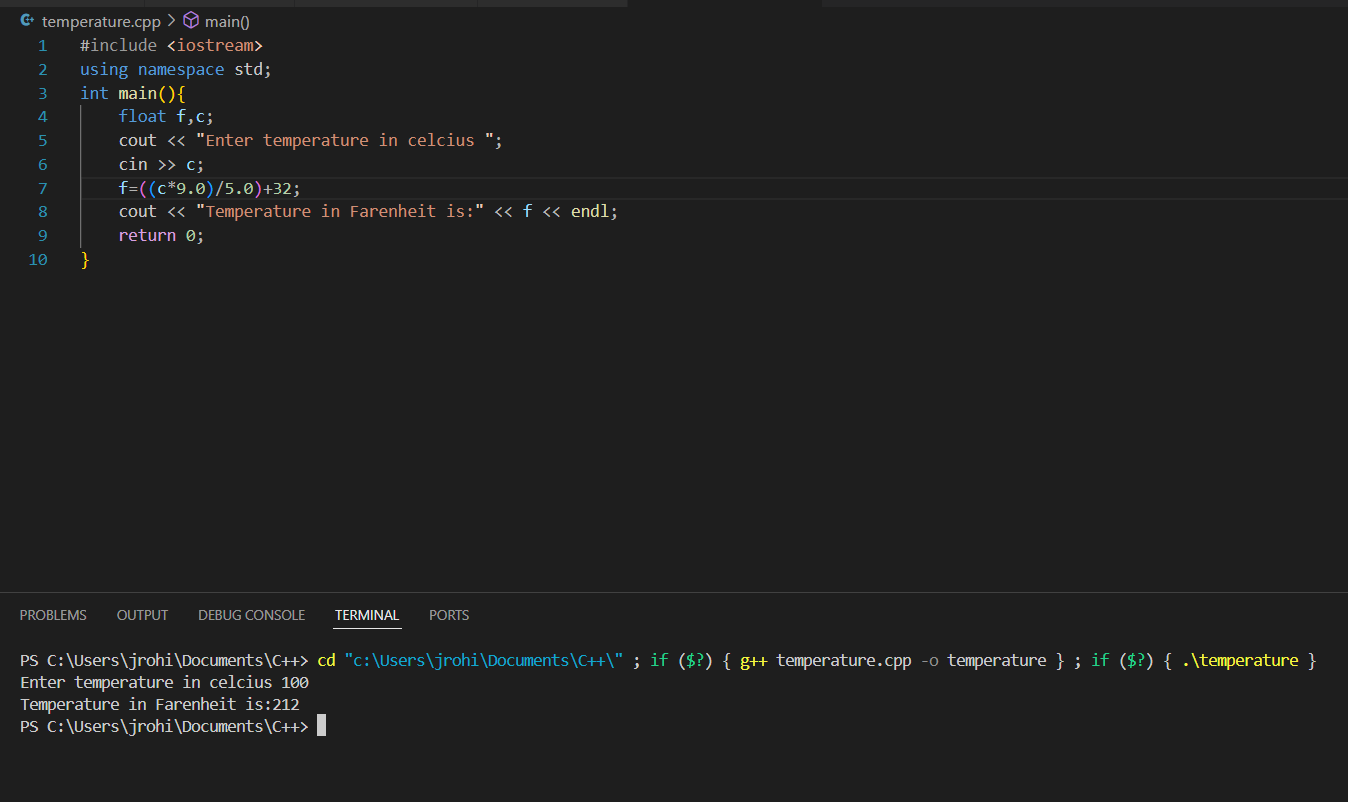 temperature.cpp > main()
1 #include <iostream>
2 using namespace std;
3 int main(){
4     float f,c;
5     cout << "Enter temperature in celcius ";
6     cin >> c;
7     f=((c*9.0)/5.0)+32;
8     cout << "Temperature in Farenheit is:" << f << endl;
9     return 0;
10 }
PROBLEMS OUTPUT DEBUG CONSOLE TERMINAL PORTS
PS C:\Users\jrohi\Documents\C++> cd "c:\Users\jrohi\Documents\C++\" ; if ($?) { g++ temperature.cpp -o temperature } ; if ($?) { .\temperature }
Enter temperature in celcius 100
Temperature in Farenheit is:212
PS C:\Users\jrohi\Documents\C++>